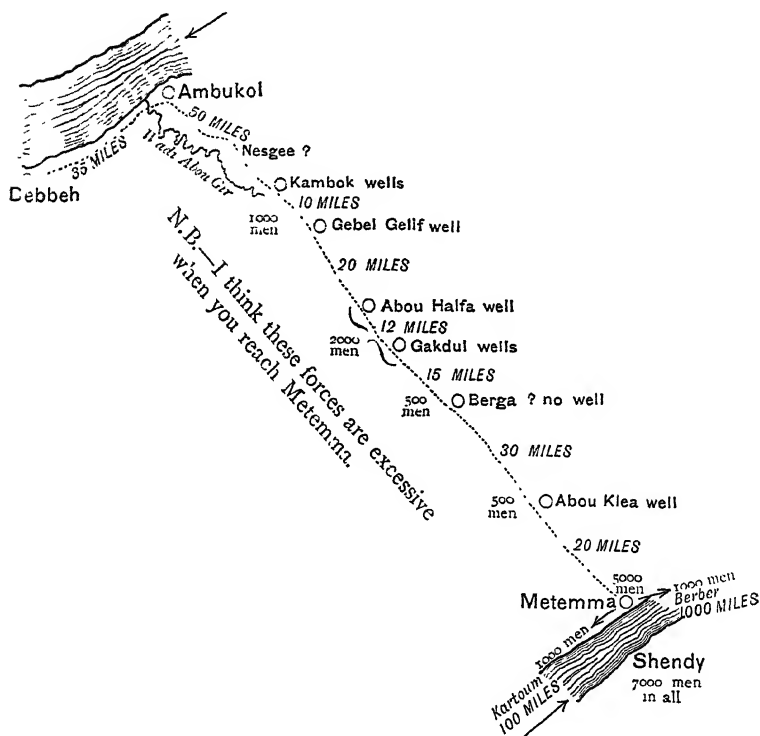 Ambukol
50 MILES
Nesgee ?
35 MILES
Wadi Abou Gir
Debbeh
Kambok wells
10 MILES
1000
men
Gebel Gelif well
20 MILES
N.B.—I think these forces are excessive
when you reach Metemma.
Abou Halfa well
12 MILES
2000
men
Gakdul wells
15 MILES
500
men
Berga ? no well
30 MILES
500
men
Abou Klea well
20 MILES
5000
men
1000 men
Metemma
Berber
1000 MILES
1000 men
Shendy
7000 men
in all
Kartoum
100 MILES